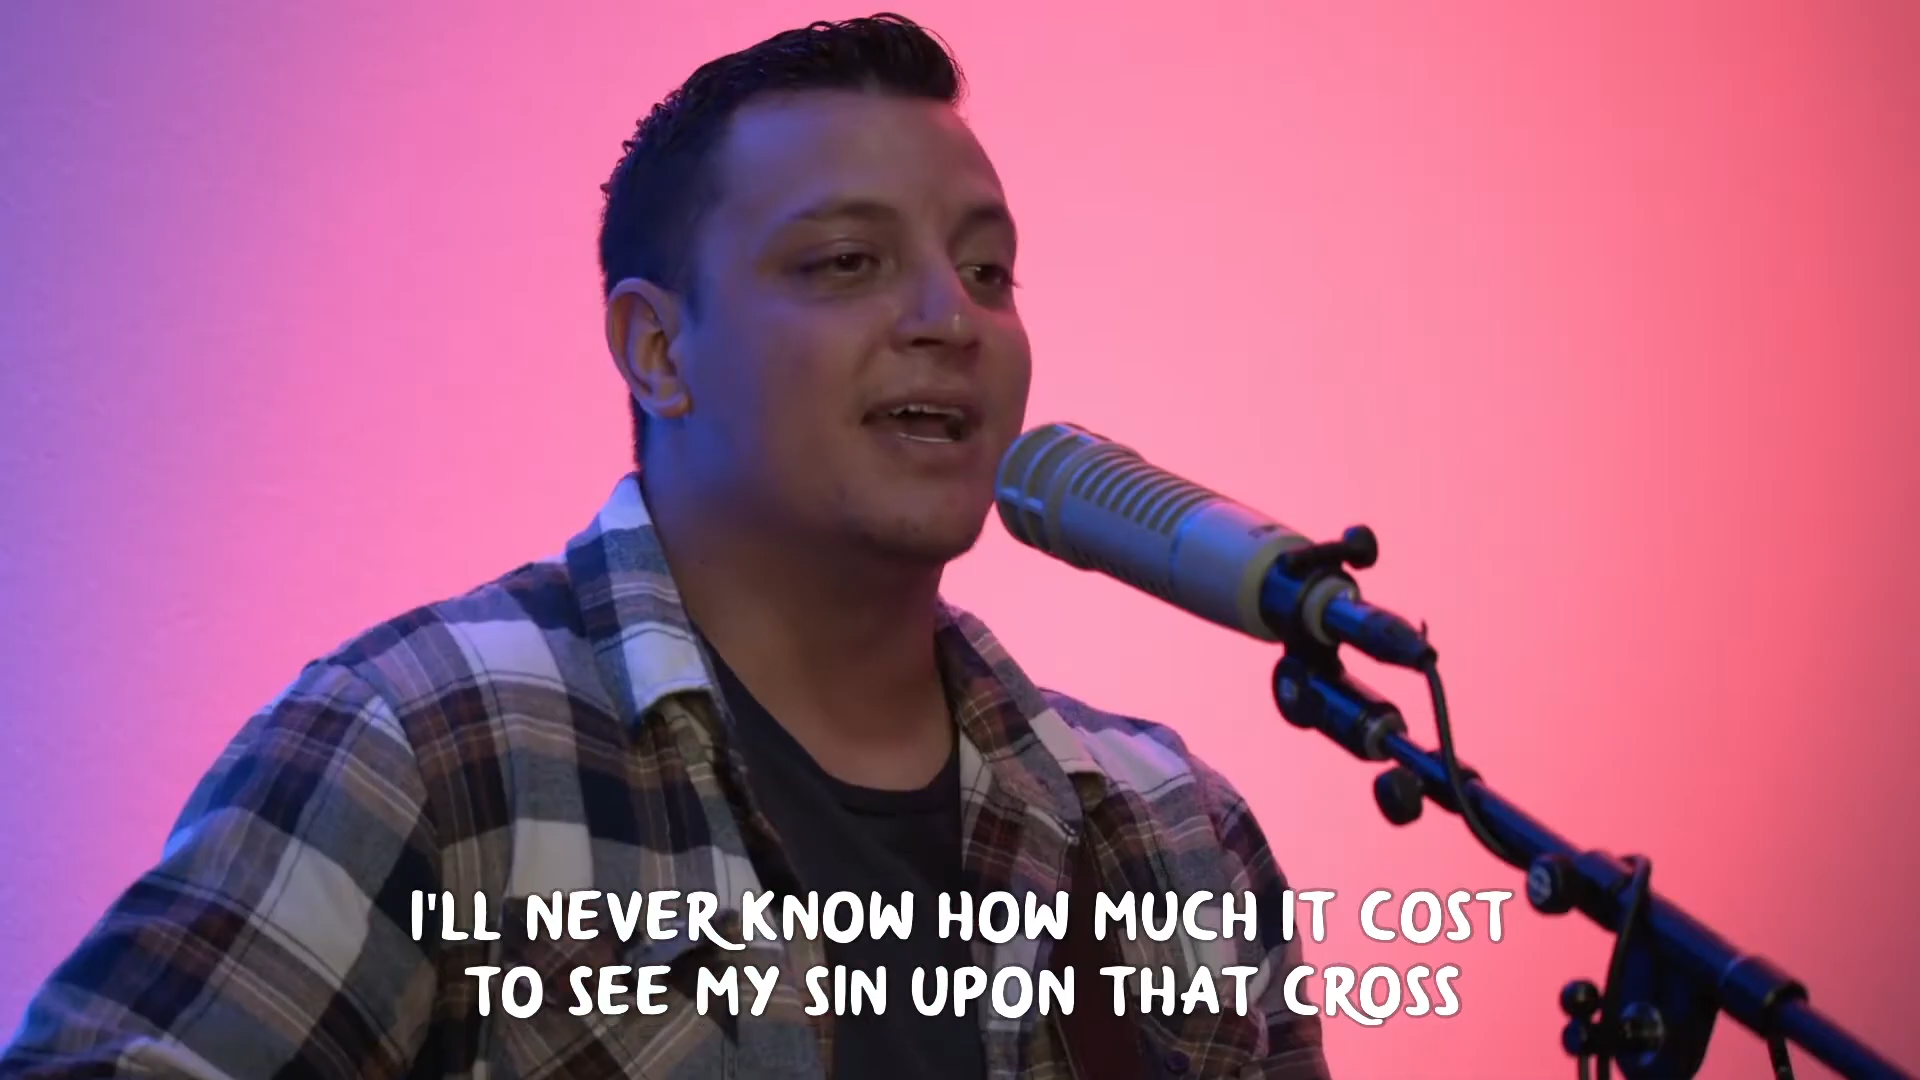 I'LL NEVER KNOW HOW MUCH IT COST
TO SEE MY SIN UPON THAT CROSS